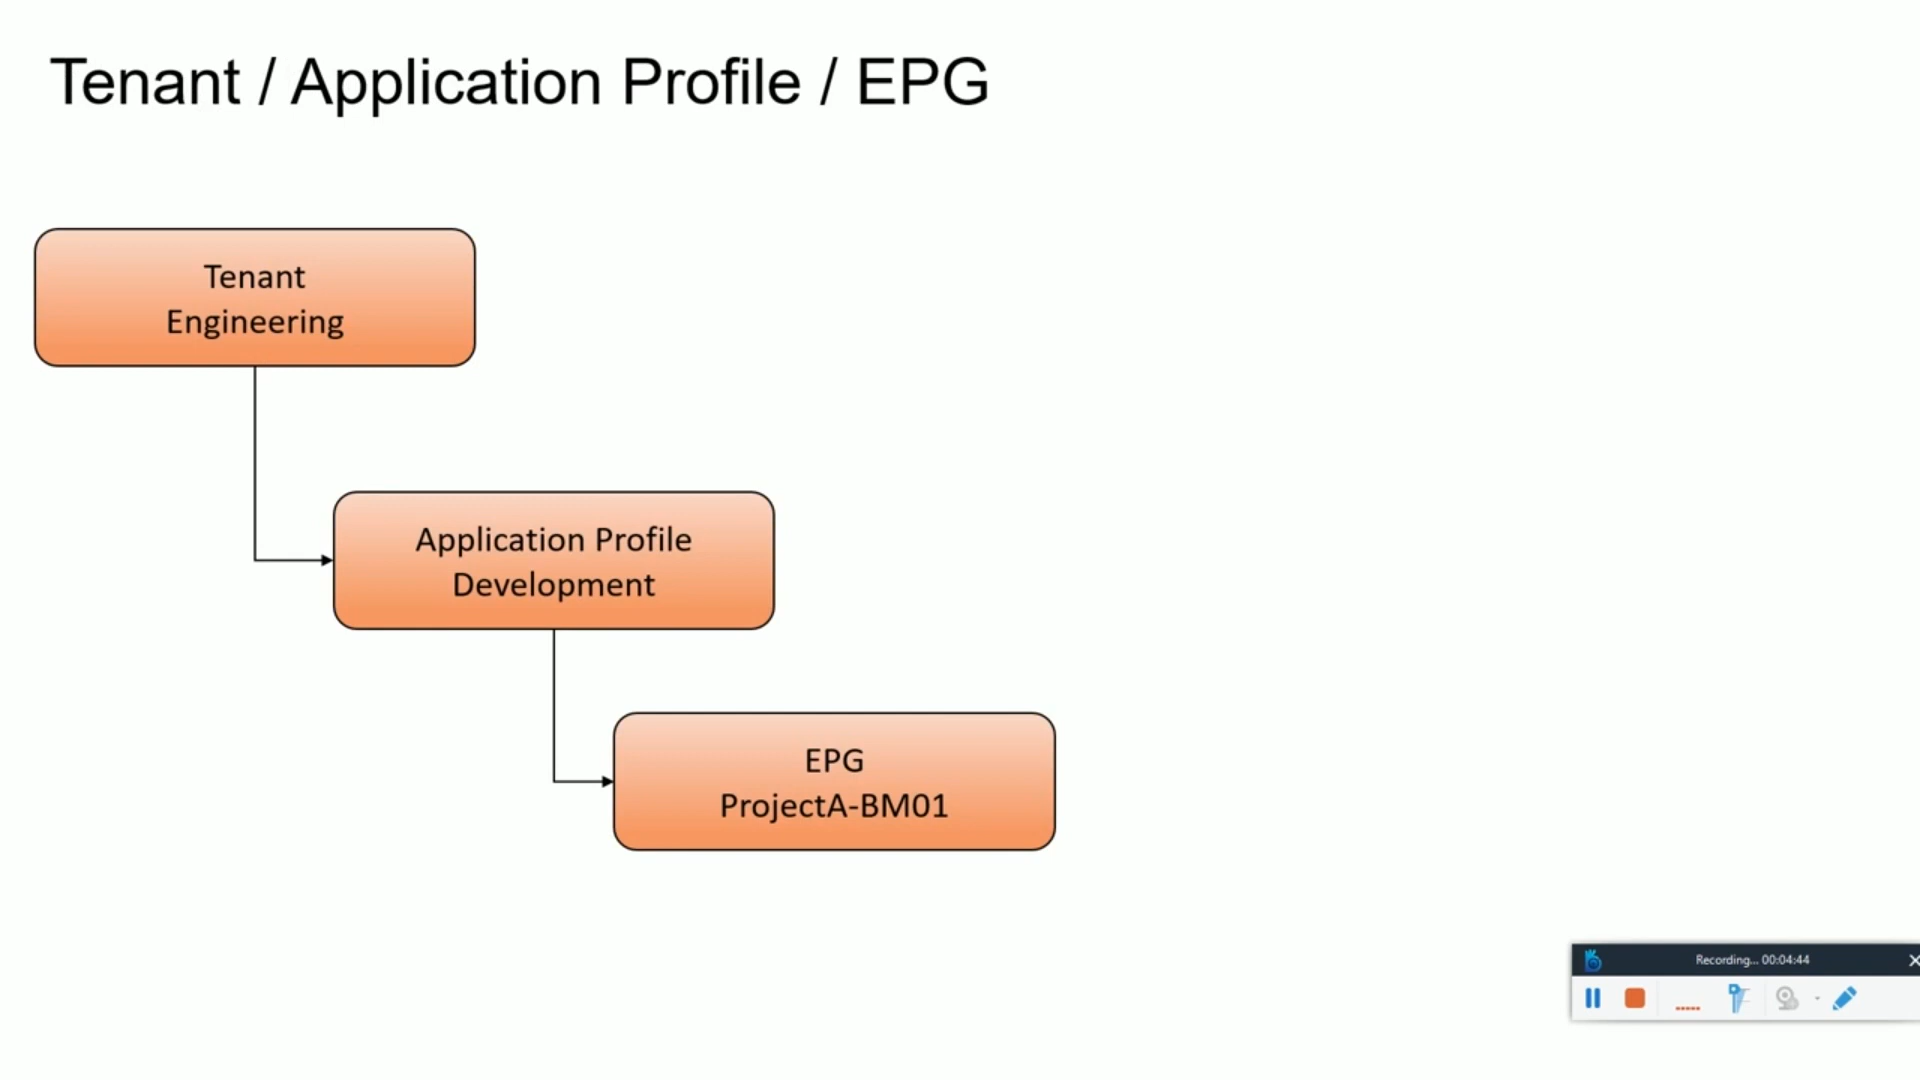 Tenant / Application Profile / EPG
Tenant
Engineering
Application Profile
Development
EPG
ProjectA-BM01
Recording... 00:04:44